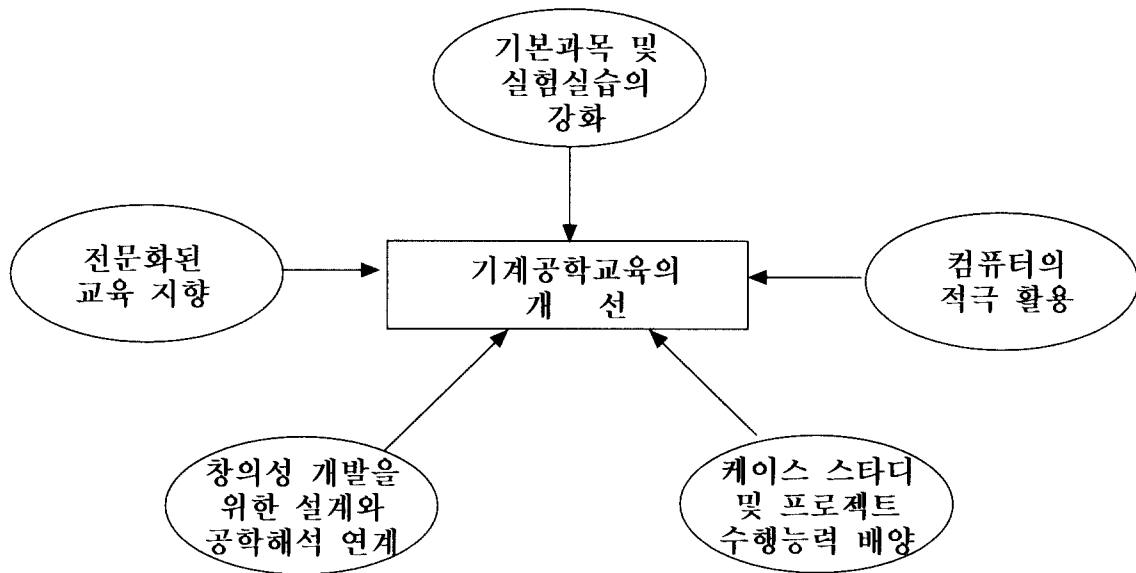 기본과목 및
실험실습의
강화
전문화된
교육 지향
기계공학교육의
개 선
컴퓨터의
적극 활용
창의성 개발을
위한 설계와
공학해석 연계
케이스 스타디
및 프로젝트
수행능력 배양